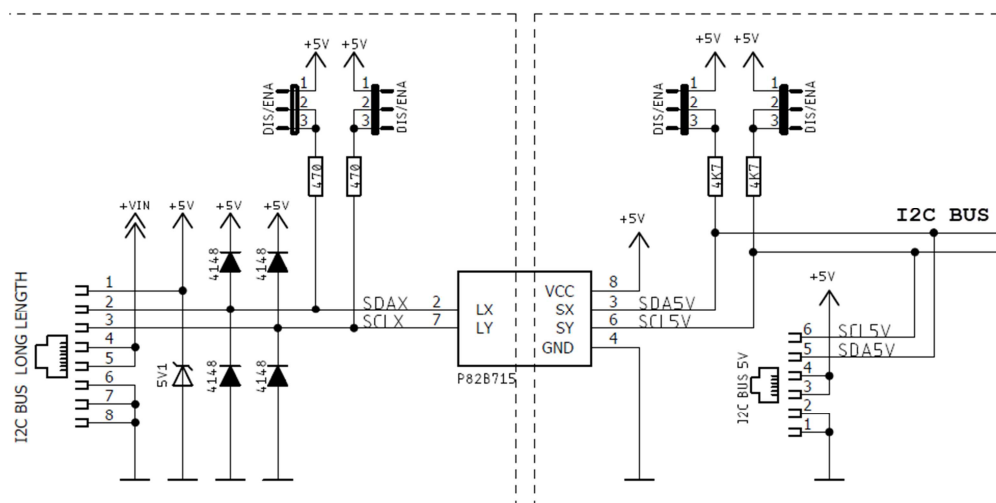 +5V +5V
DIS/ENA 1 2 3
1 2 3 DIS/ENA
470 470
+VIN +5V +5V +5V
4148 4148
I2C BUS LONG LENGTH
1
2
3
4
5
6
7
8
5V1 4148 4148
SDAX 2
SCLX 7
LX
LY
P82B715
VCC 8
SX 3 SDA5V
SY 6 SCL5V
GND 4
+5V
+5V +5V
DIS/ENA 1 2 3
1 2 3 DIS/ENA
4K7 4K7
I2C BUS
+5V
I2C BUS 5V
6 SCL5V
5 SDA5V
4
3
2
1